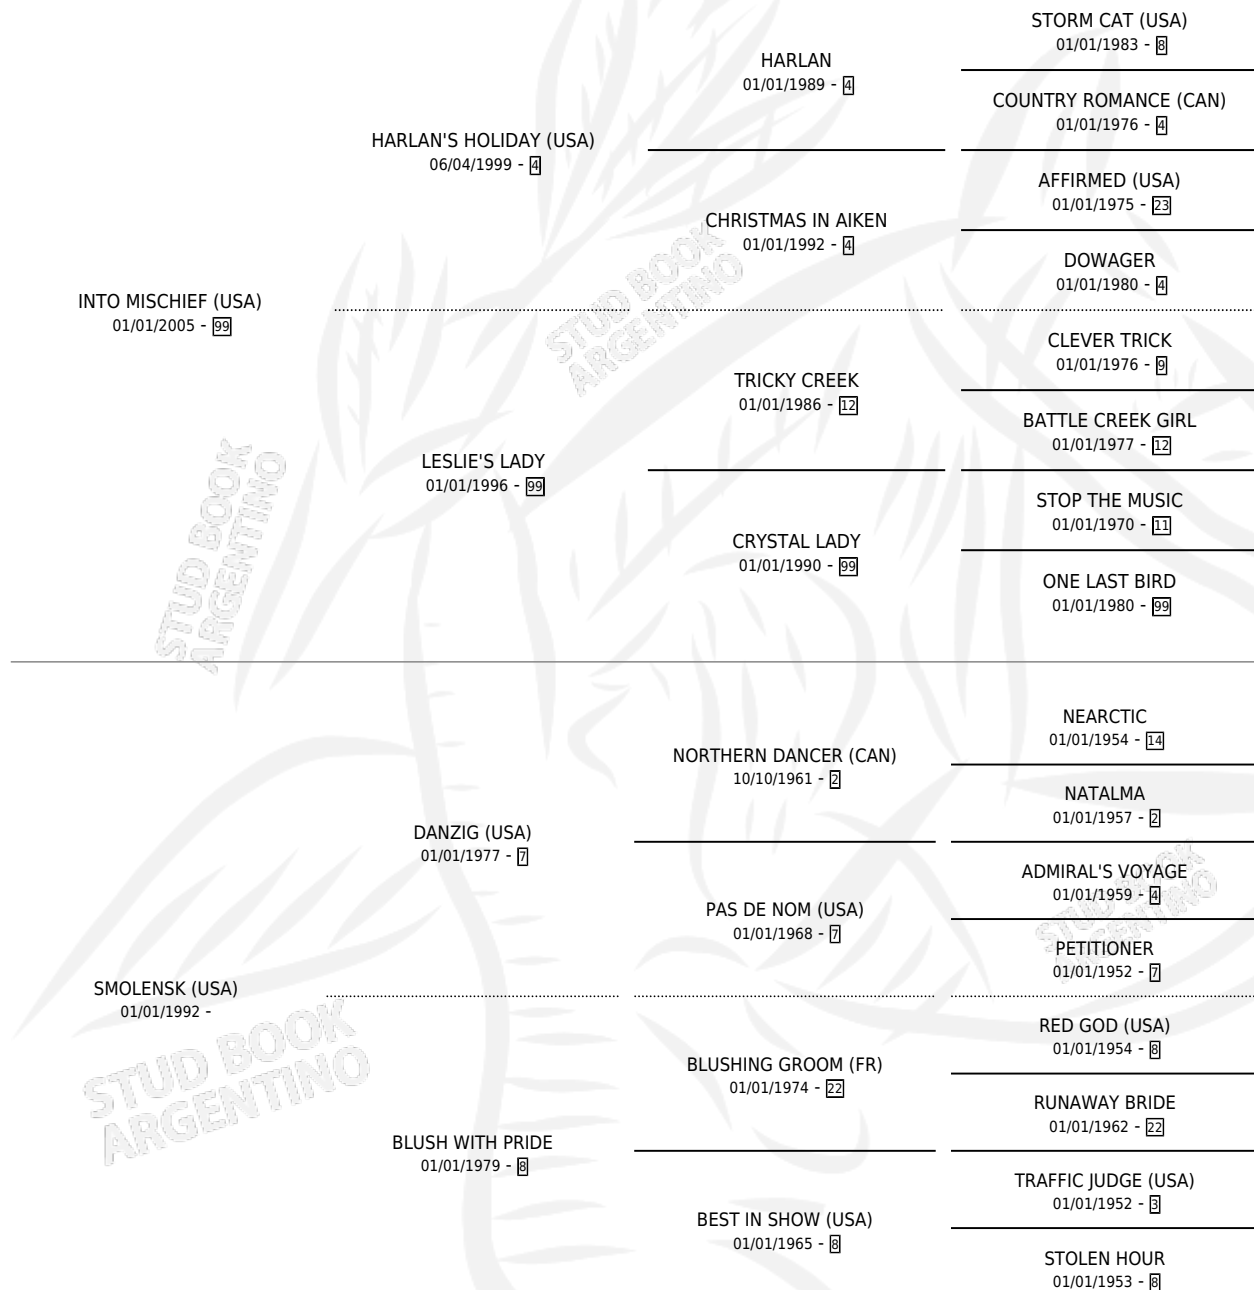 STORM CAT (USA)
01/01/1983 - 8
HARLAN
01/01/1989 - 4
COUNTRY ROMANCE (CAN)
01/01/1976 - 4
HARLAN'S HOLIDAY (USA)
06/04/1999 - 4
AFFIRMED (USA)
01/01/1975 - 23
CHRISTMAS IN AIKEN
01/01/1992 - 4
DOWAGER
01/01/1980 - 4
INTO MISCHIEF (USA)
01/01/2005 - 99
CLEVER TRICK
01/01/1976 - 9
TRICKY CREEK
01/01/1986 - 12
BATTLE CREEK GIRL
01/01/1977 - 12
LESLIE'S LADY
01/01/1996 - 99
STOP THE MUSIC
01/01/1970 - 11
CRYSTAL LADY
01/01/1990 - 99
ONE LAST BIRD
01/01/1980 - 99
NEARCTIC
01/01/1954 - 14
NORTHERN DANCER (CAN)
10/10/1961 - 2
NATALMA
01/01/1957 - 2
DANZIG (USA)
01/01/1977 - 7
ADMIRAL'S VOYAGE
01/01/1959 - 4
PAS DE NOM (USA)
01/01/1968 - 7
PETITIONER
01/01/1952 - 7
SMOLENSK (USA)
01/01/1992 -
RED GOD (USA)
01/01/1954 - 8
BLUSHING GROOM (FR)
01/01/1974 - 22
RUNAWAY BRIDE
01/01/1962 - 22
BLUSH WITH PRIDE
01/01/1979 - 8
TRAFFIC JUDGE (USA)
01/01/1952 - 3
BEST IN SHOW (USA)
01/01/1965 - 8
STOLEN HOUR
01/01/1953 - 8
STUD BOOK
ARGENTINO
STUD BOOK
ARGENTINO
STUD BOOK
ARGENTINO
STUD BOOK
ARGENTINO